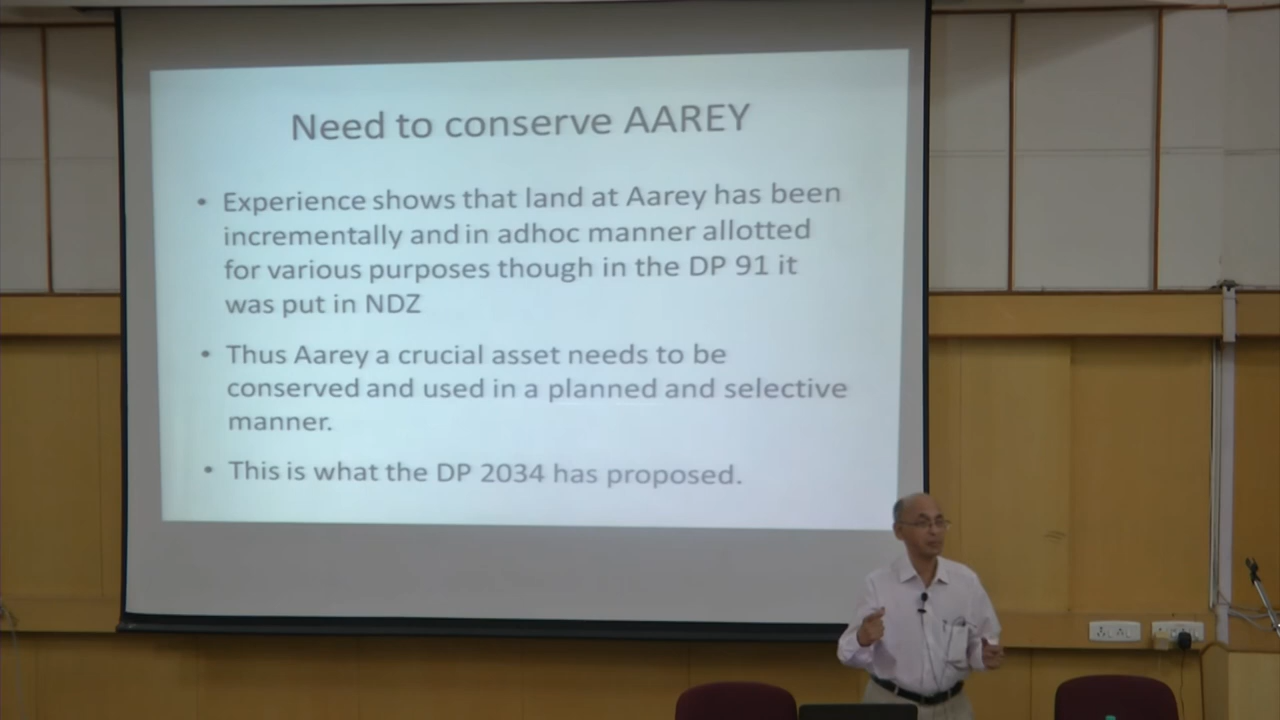 Need to conserve AAREY
• Experience shows that land at Aarey has been
incrementally and in adhoc manner allotted
for various purposes though in the DP 91 it
was put in NDZ
• Thus Aarey a crucial asset needs to be
conserved and used in a planned and selective
manner.
• This is what the DP 2034 has proposed.